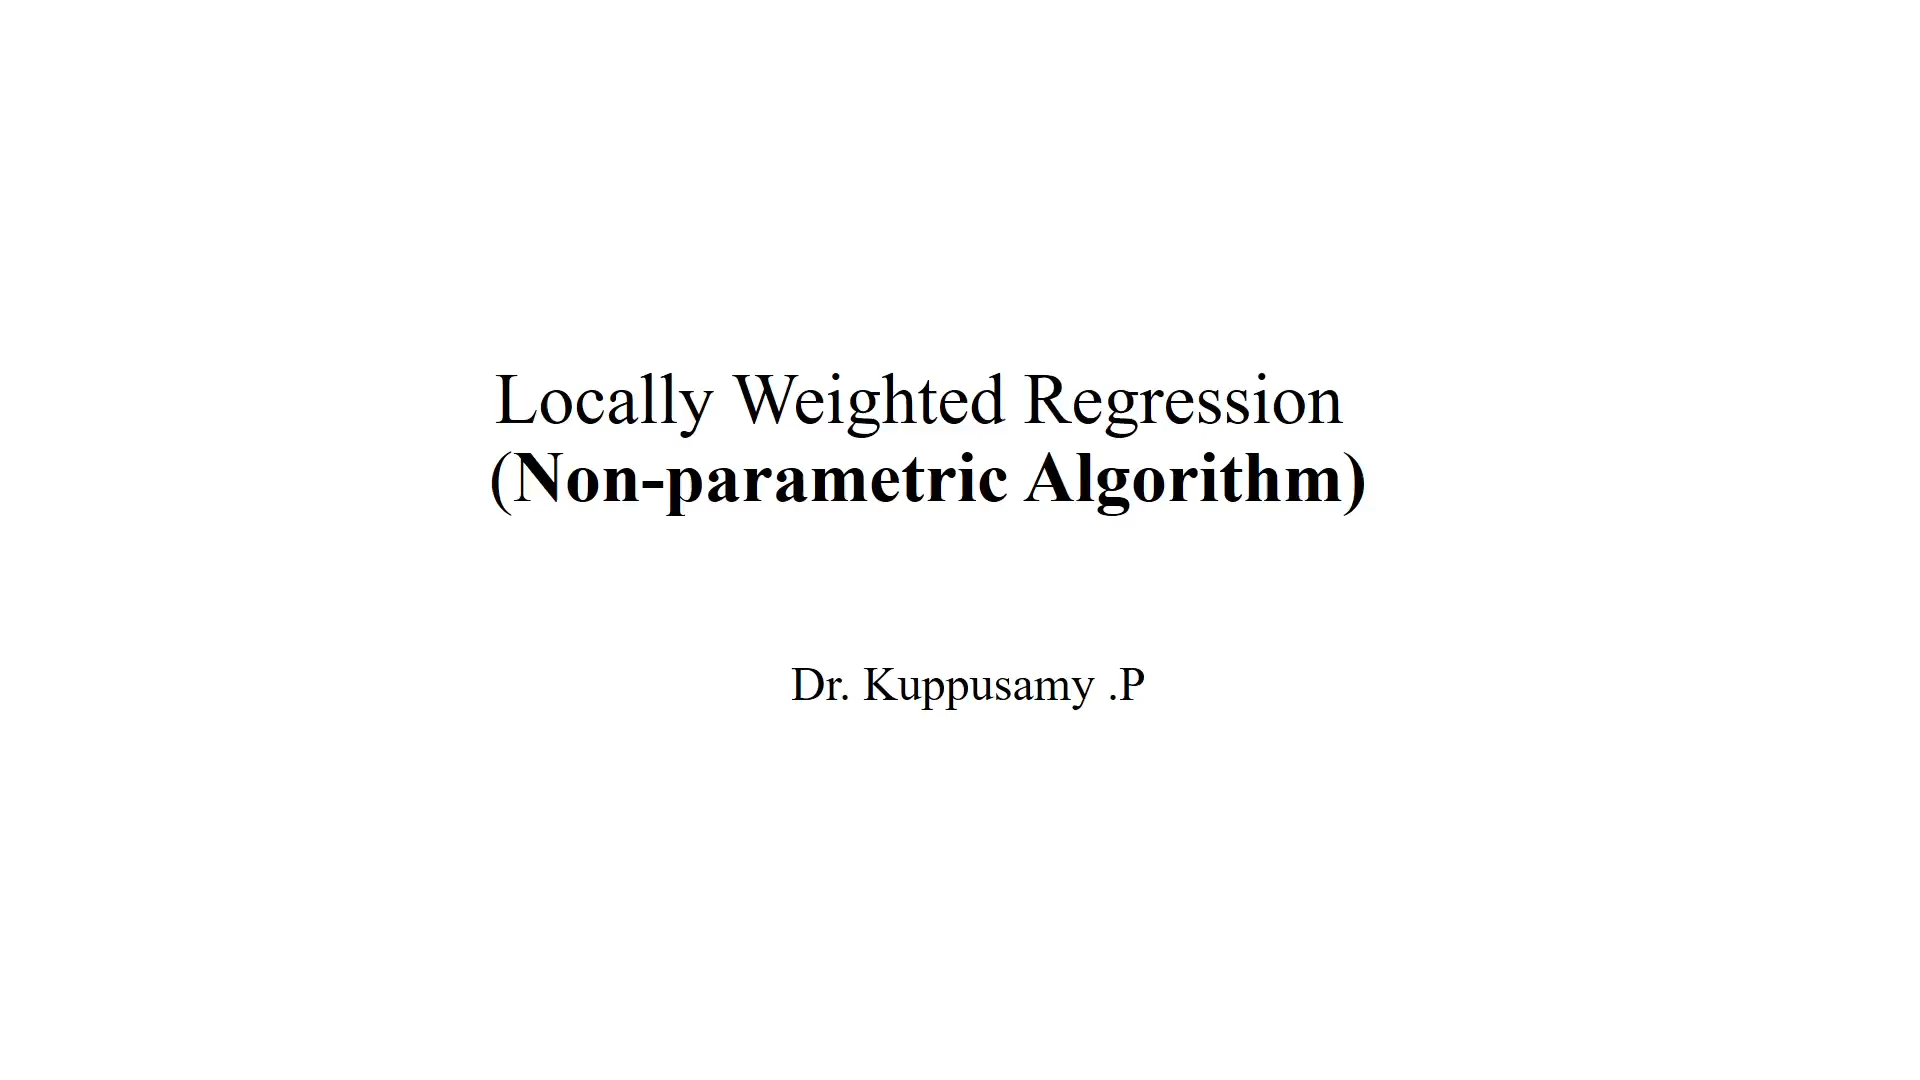 Locally Weighted Regression
(Non-parametric Algorithm)
Dr. Kuppusamy .P